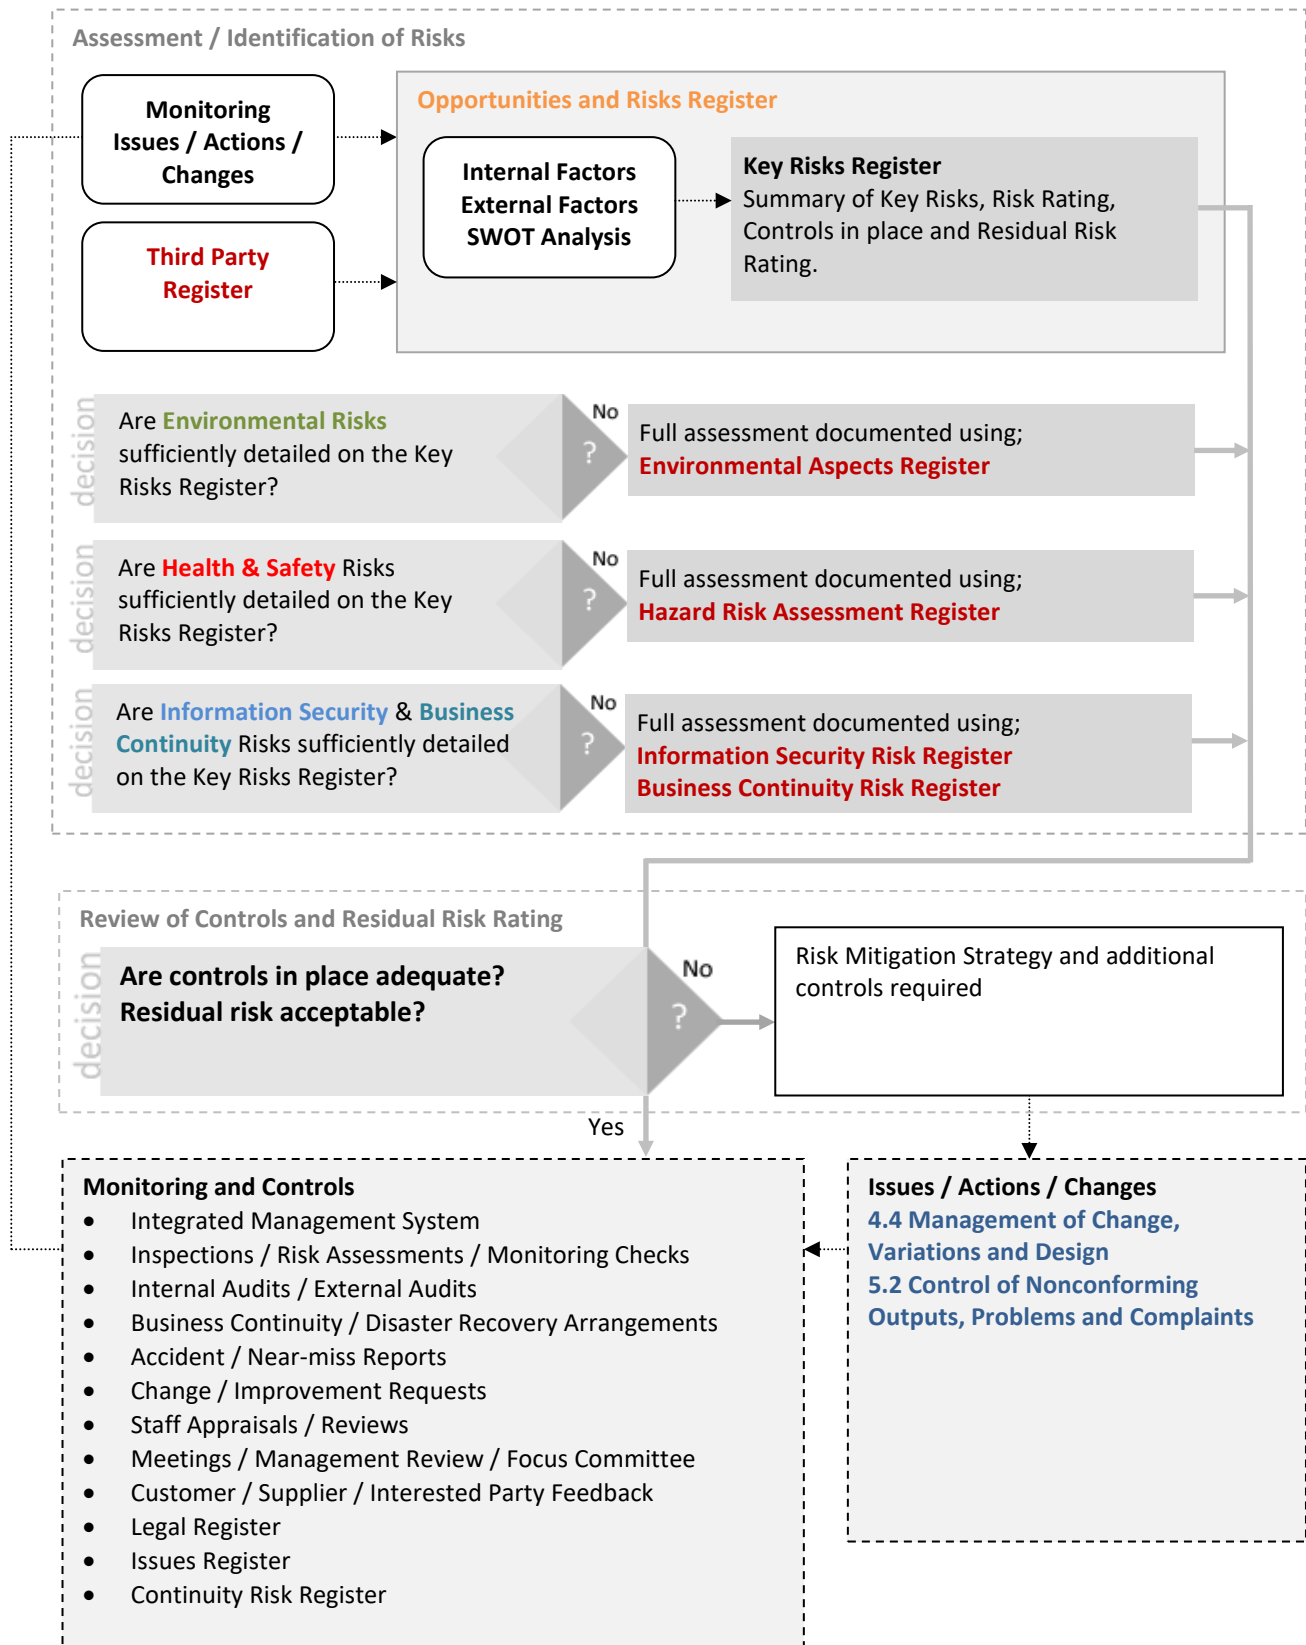 Assessment / Identification of Risks
Monitoring
Issues / Actions /
Changes
Opportunities and Risks Register
Internal Factors
External Factors
SWOT Analysis
Key Risks Register
Summary of Key Risks, Risk Rating,
Controls in place and Residual Risk
Rating.
Third Party
Register
decision
Are Environmental Risks
sufficiently detailed on the Key
Risks Register?
?
No
Full assessment documented using;
Environmental Aspects Register
decision
Are Health & Safety Risks
sufficiently detailed on the Key
Risks Register?
?
No
Full assessment documented using;
Hazard Risk Assessment Register
decision
Are Information Security & Business
Continuity Risks sufficiently detailed
on the Key Risks Register?
?
No
Full assessment documented using;
Information Security Risk Register
Business Continuity Risk Register
Review of Controls and Residual Risk Rating
decision
Are controls in place adequate?
Residual risk acceptable?
?
No
Risk Mitigation Strategy and additional
controls required
Yes
Monitoring and Controls
• Integrated Management System
• Inspections / Risk Assessments / Monitoring Checks
• Internal Audits / External Audits
• Business Continuity / Disaster Recovery Arrangements
• Accident / Near-miss Reports
• Change / Improvement Requests
• Staff Appraisals / Reviews
• Meetings / Management Review / Focus Committee
• Customer / Supplier / Interested Party Feedback
• Legal Register
• Issues Register
• Continuity Risk Register
Issues / Actions / Changes
4.4 Management of Change,
Variations and Design
5.2 Control of Nonconforming
Outputs, Problems and Complaints